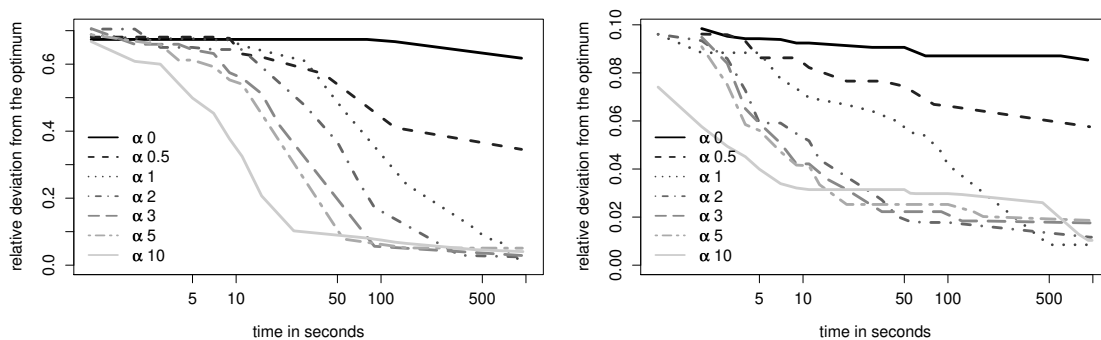 relative deviation from the optimum
0.0 0.2 0.4 0.6
α 0
α 0.5
α 1
α 2
α 3
α 5
α 10
5 10 50 100 500
time in seconds
relative deviation from the optimum
0.00 0.02 0.04 0.06 0.08 0.10
α 0
α 0.5
α 1
α 2
α 3
α 5
α 10
5 10 50 100 500
time in seconds